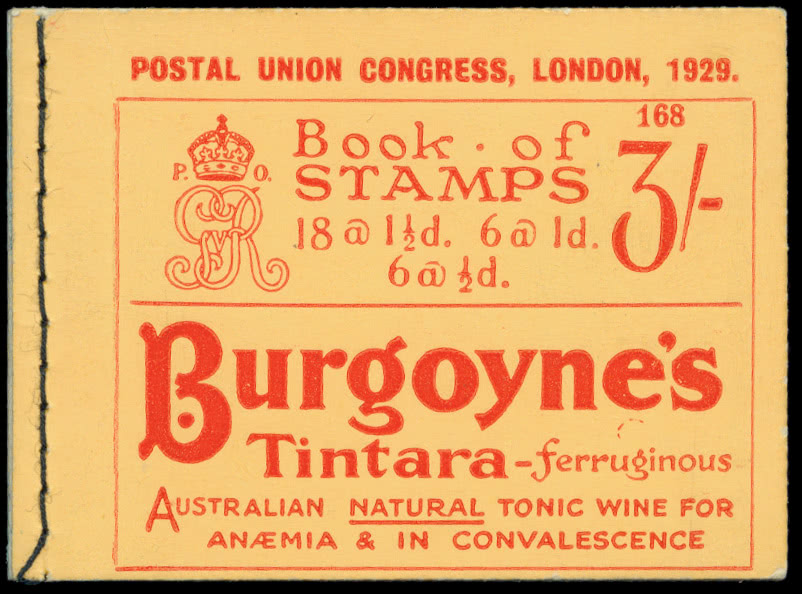 POSTAL UNION CONGRESS, LONDON, 1929.
168
P. O.
GRV
Book · of
STAMPS
3/-
18 @ 1½d. 6 @ 1d.
6 @ ½d.
Burgoyne's
Tintara-ferruginous
AUSTRALIAN NATURAL TONIC WINE FOR
ANÆMIA & IN CONVALESCENCE